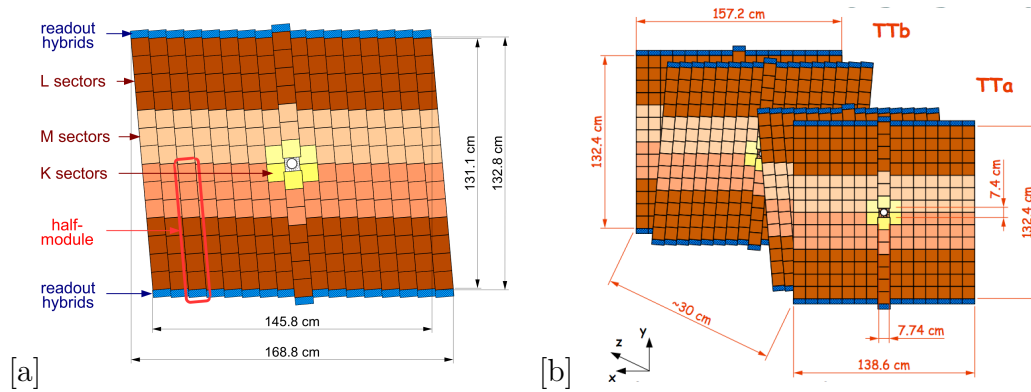 readout
hybrids
L sectors
M sectors
K sectors
half-
module
readout
hybrids
131.1 cm
132.8 cm
145.8 cm
168.8 cm
[a]
157.2 cm
TTb
TTa
132.4 cm
7.4 cm
132.4 cm
~30 cm
7.74 cm
138.6 cm
y
z
x
[b]